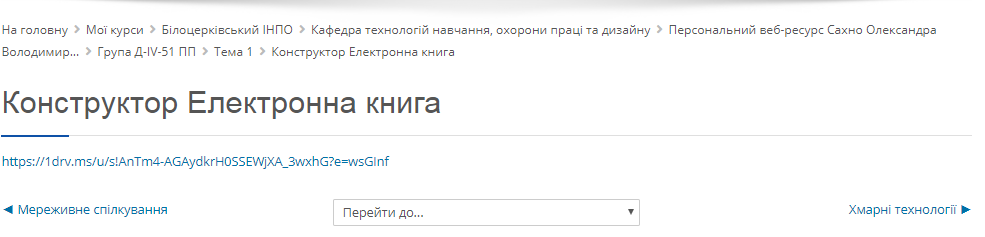 На головну > Мої курси > Білоцерківський ІНПО > Кафедра технологій навчання, охорони праці та дизайну > Персональний веб-ресурс Сахно Олександра
Володимир... > Група Д-IV-51 ПП > Тема 1 > Конструктор Електронна книга
Конструктор Електронна книга
https://1drv.ms/u/s!AnTm4-AGAydkrH0SSEWjXA_3wxhG?e=wsGInf
◄ Мереживне спілкування
Перейти до...
Хмарні технології ►